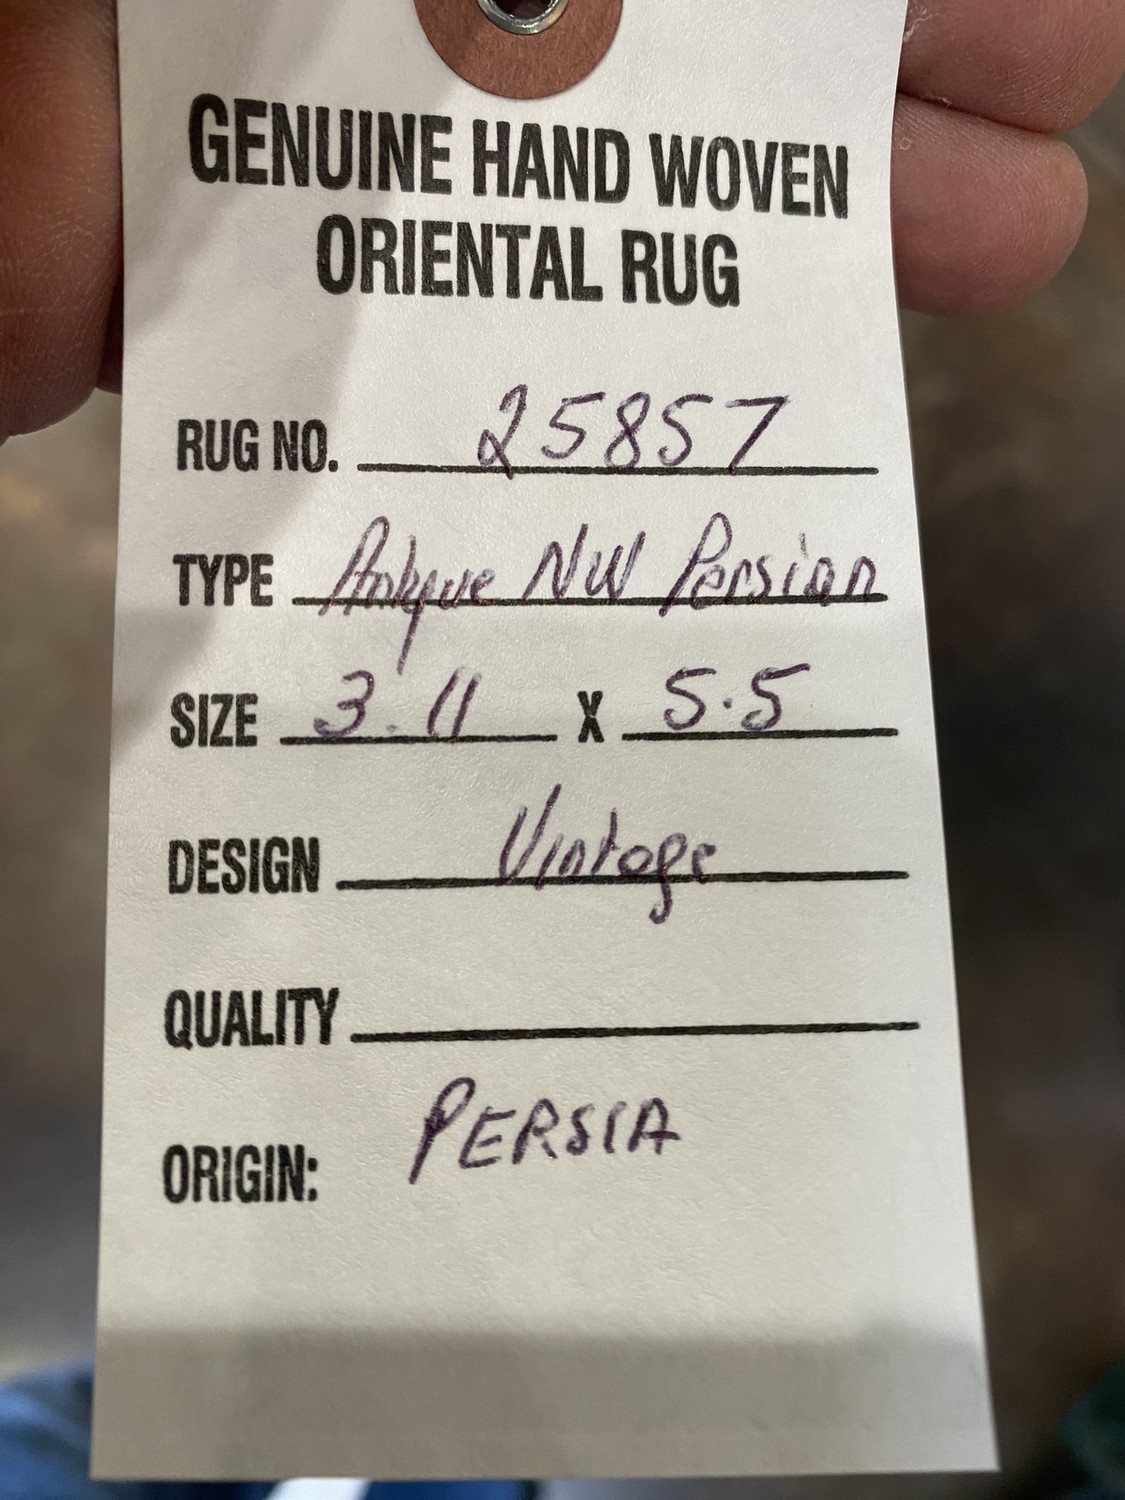 GENUINE HAND WOVEN
ORIENTAL RUG
RUG NO. 25857
TYPE Antique NW Persian
SIZE 3.11 X 5.5
DESIGN Vintage
QUALITY
ORIGIN: PERSIA